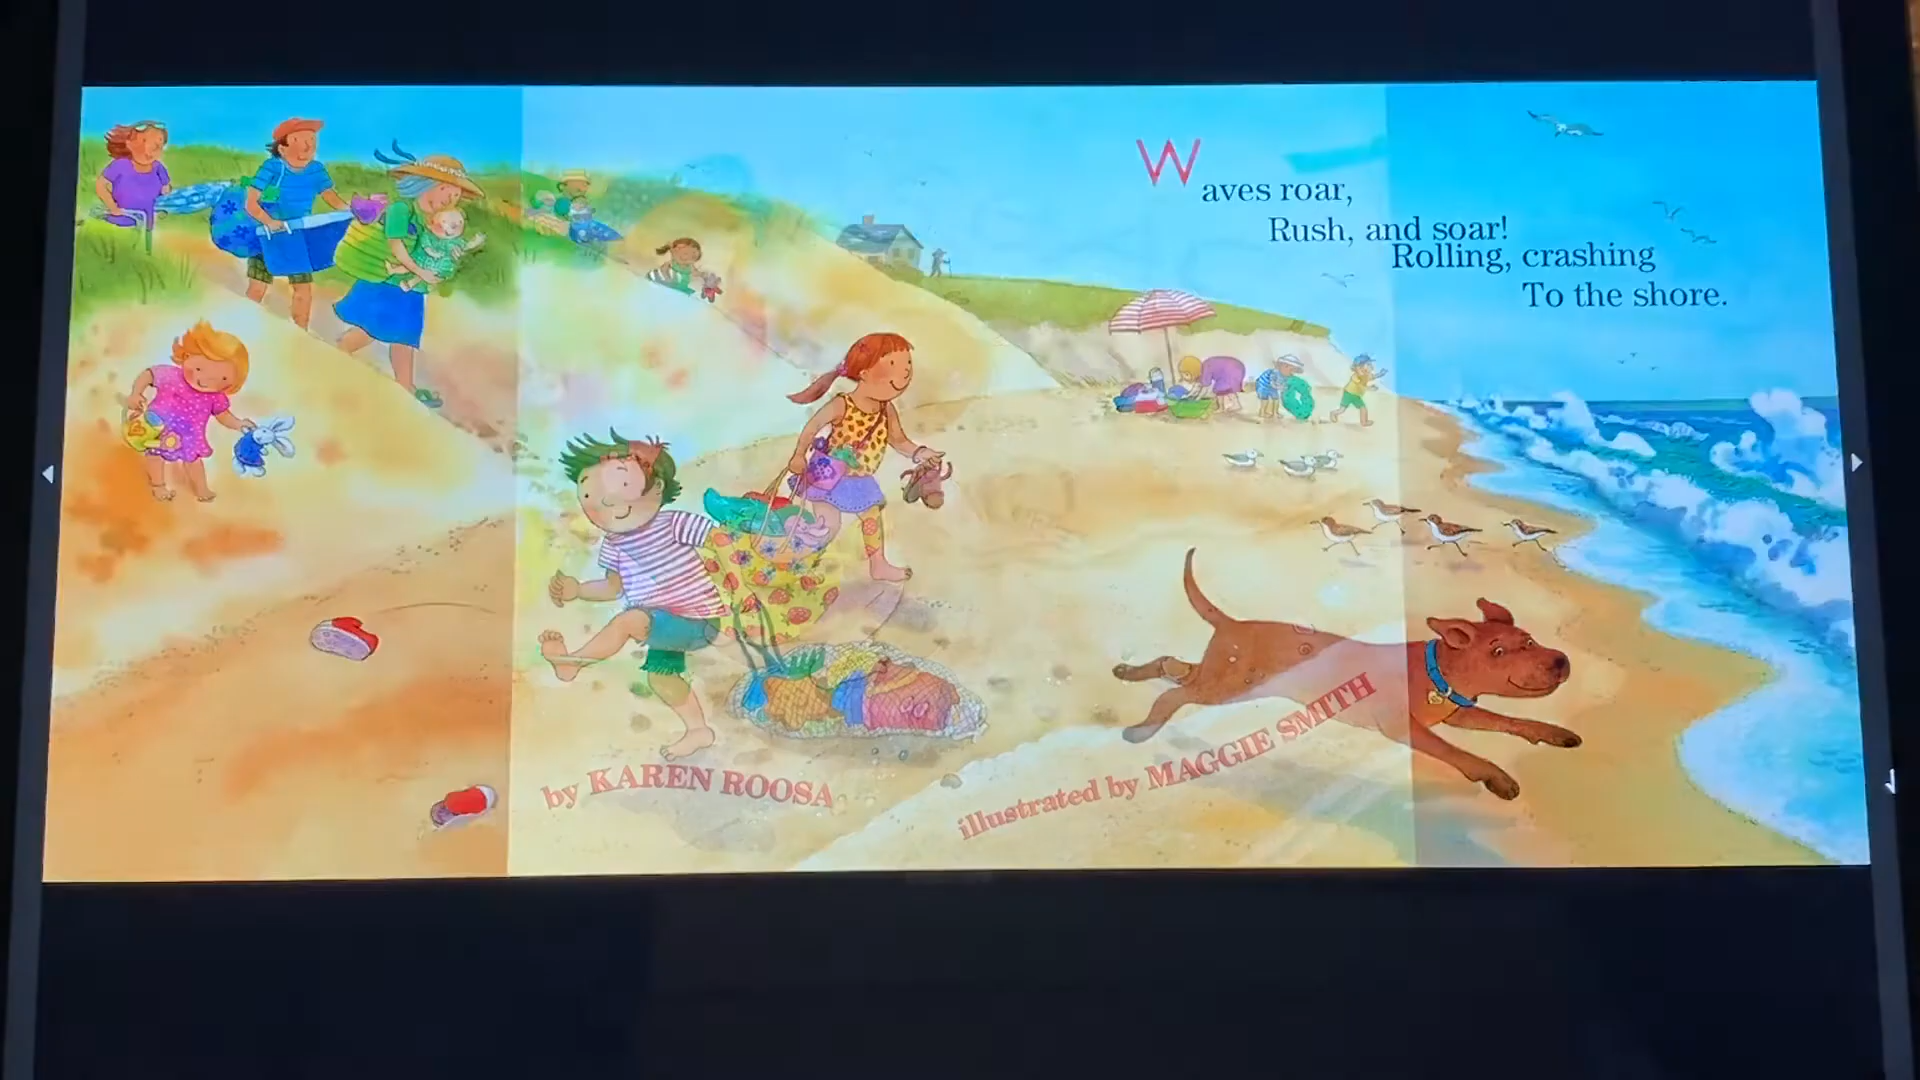 Waves roar,
Rush, and soar!
Rolling, crashing
To the shore.
by KAREN ROOSA
illustrated by MAGGIE SMITH